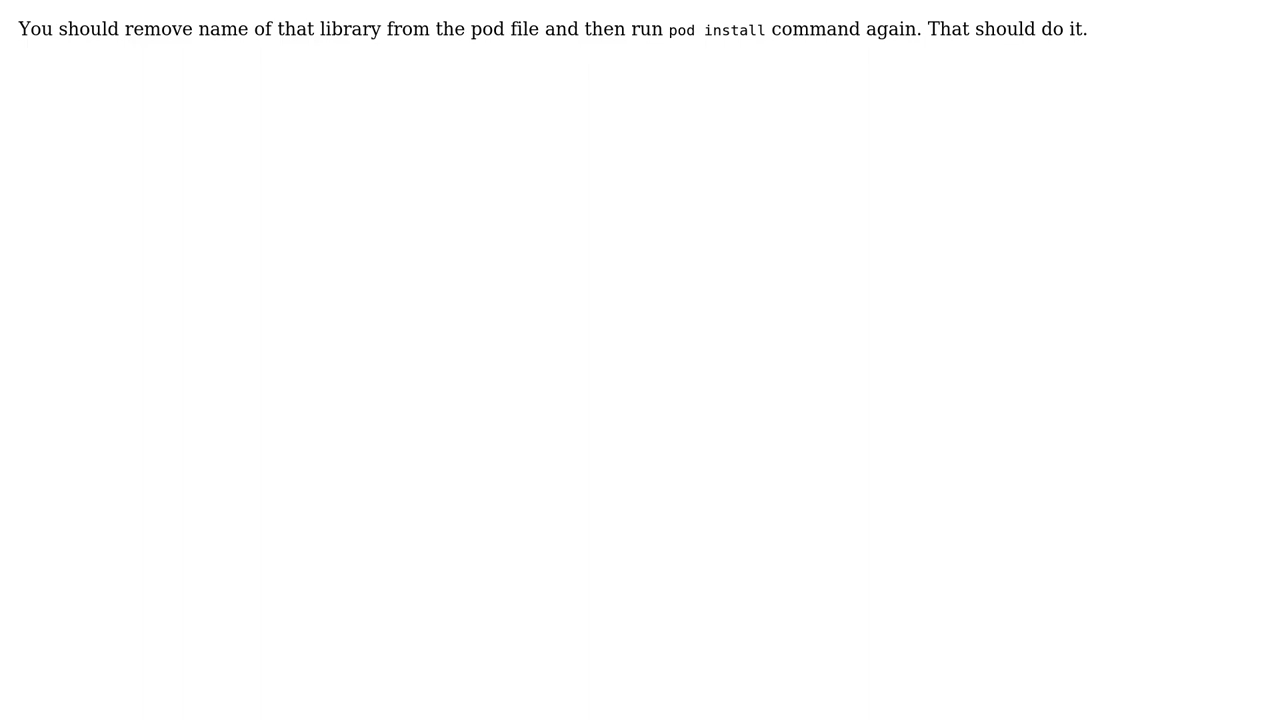 You should remove name of that library from the pod file and then run pod install command again. That should do it.